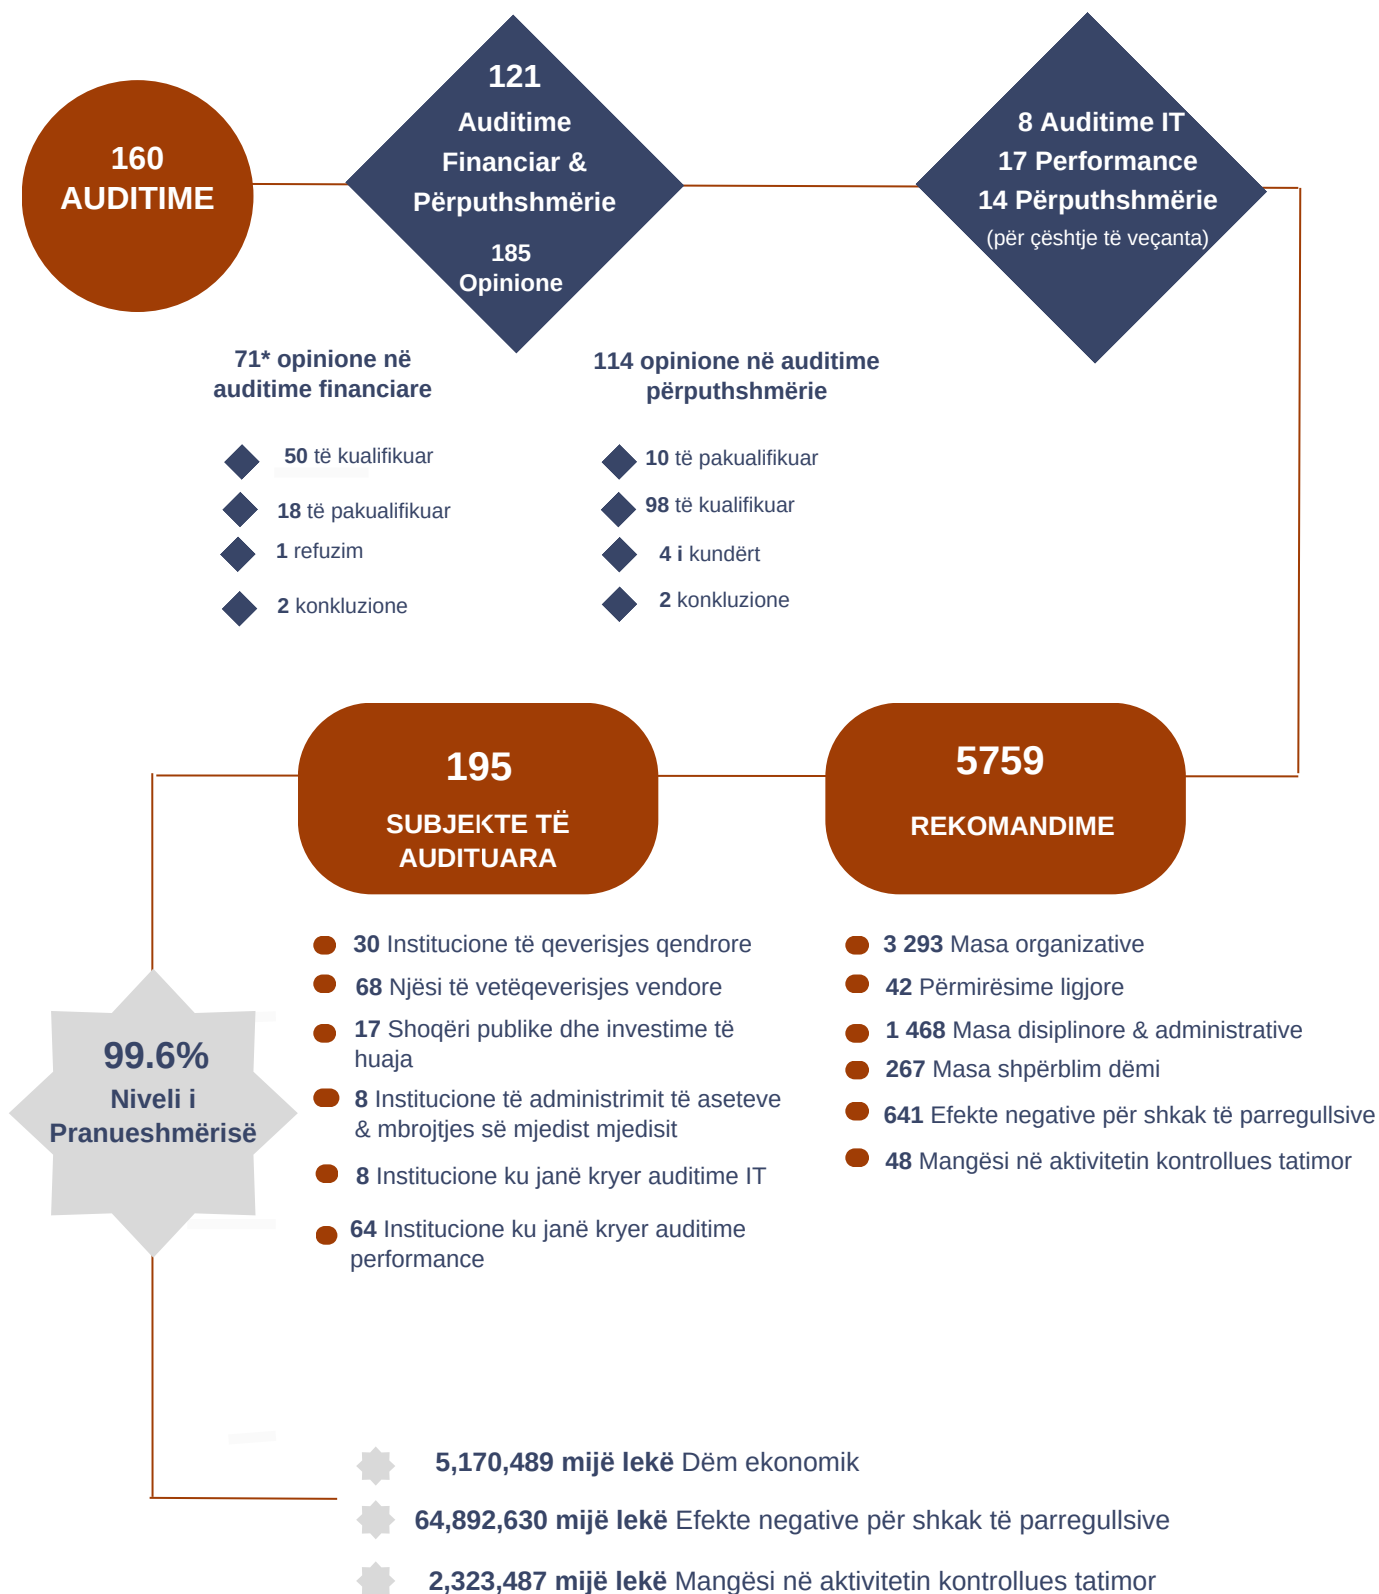 160
AUDITIME
121
Auditime
Financiar &
Përputhshmërie
185
Opinione
8 Auditime IT
17 Performance
14 Përputhshmërie
(për çështje të veçanta)
71* opinione në
auditime financiare
50 të kualifikuar
18 të pakualifikuar
1 refuzim
2 konkluzione
114 opinione në auditime
përputhshmërie
10 të pakualifikuar
98 të kualifikuar
4 i kundërt
2 konkluzione
195
SUBJEKTE TË
AUDITUARA
5759
REKOMANDIME
30 Institucione të qeverisjes qendrore
68 Njësi të vetëqeverisjes vendore
17 Shoqëri publike dhe investime të
huaja
8 Institucione të administrimit të aseteve
& mbrojtjes së mjedist mjedisit
8 Institucione ku janë kryer auditime IT
64 Institucione ku janë kryer auditime
performance
3 293 Masa organizative
42 Përmirësime ligjore
1 468 Masa disiplinore & administrative
267 Masa shpërblim dëmi
641 Efekte negative për shkak të parregullsive
48 Mangësi në aktivitetin kontrollues tatimor
99.6%
Niveli i
Pranueshmërisë
5,170,489 mijë lekë Dëm ekonomik
64,892,630 mijë lekë Efekte negative për shkak të parregullsive
2,323,487 mijë lekë Mangësi në aktivitetin kontrollues tatimor